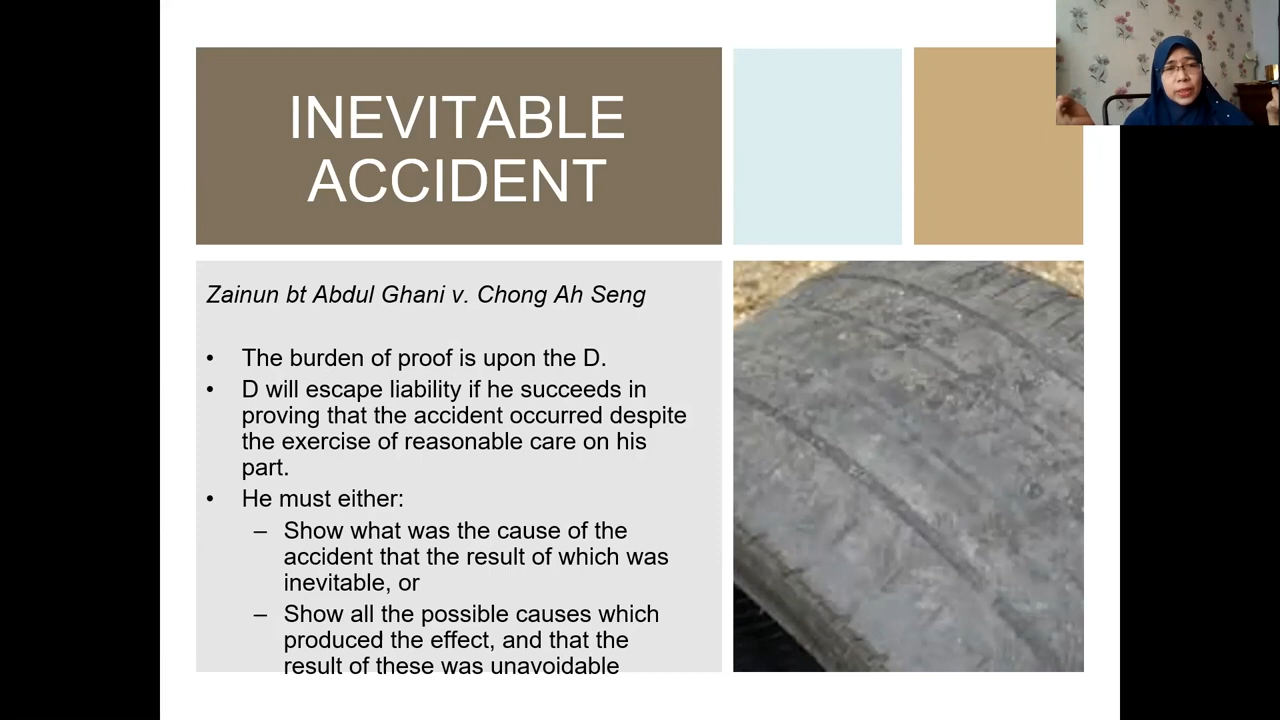 INEVITABLE
ACCIDENT
Zainun bt Abdul Ghani v. Chong Ah Seng
• The burden of proof is upon the D.
• D will escape liability if he succeeds in
proving that the accident occurred despite
the exercise of reasonable care on his
part.
• He must either:
– Show what was the cause of the
accident that the result of which was
inevitable, or
– Show all the possible causes which
produced the effect, and that the
result of these was unavoidable